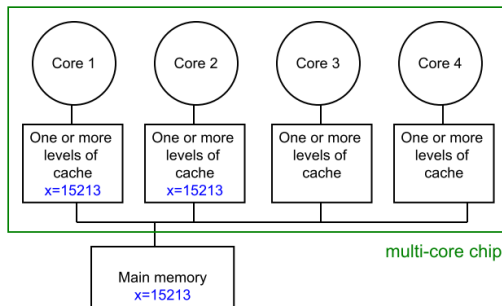 Core 1
Core 2
Core 3
Core 4
One or more
levels of
cache
x=15213
One or more
levels of
cache
x=15213
One or more
levels of
cache
One or more
levels of
cache
multi-core chip
Main memory
x=15213